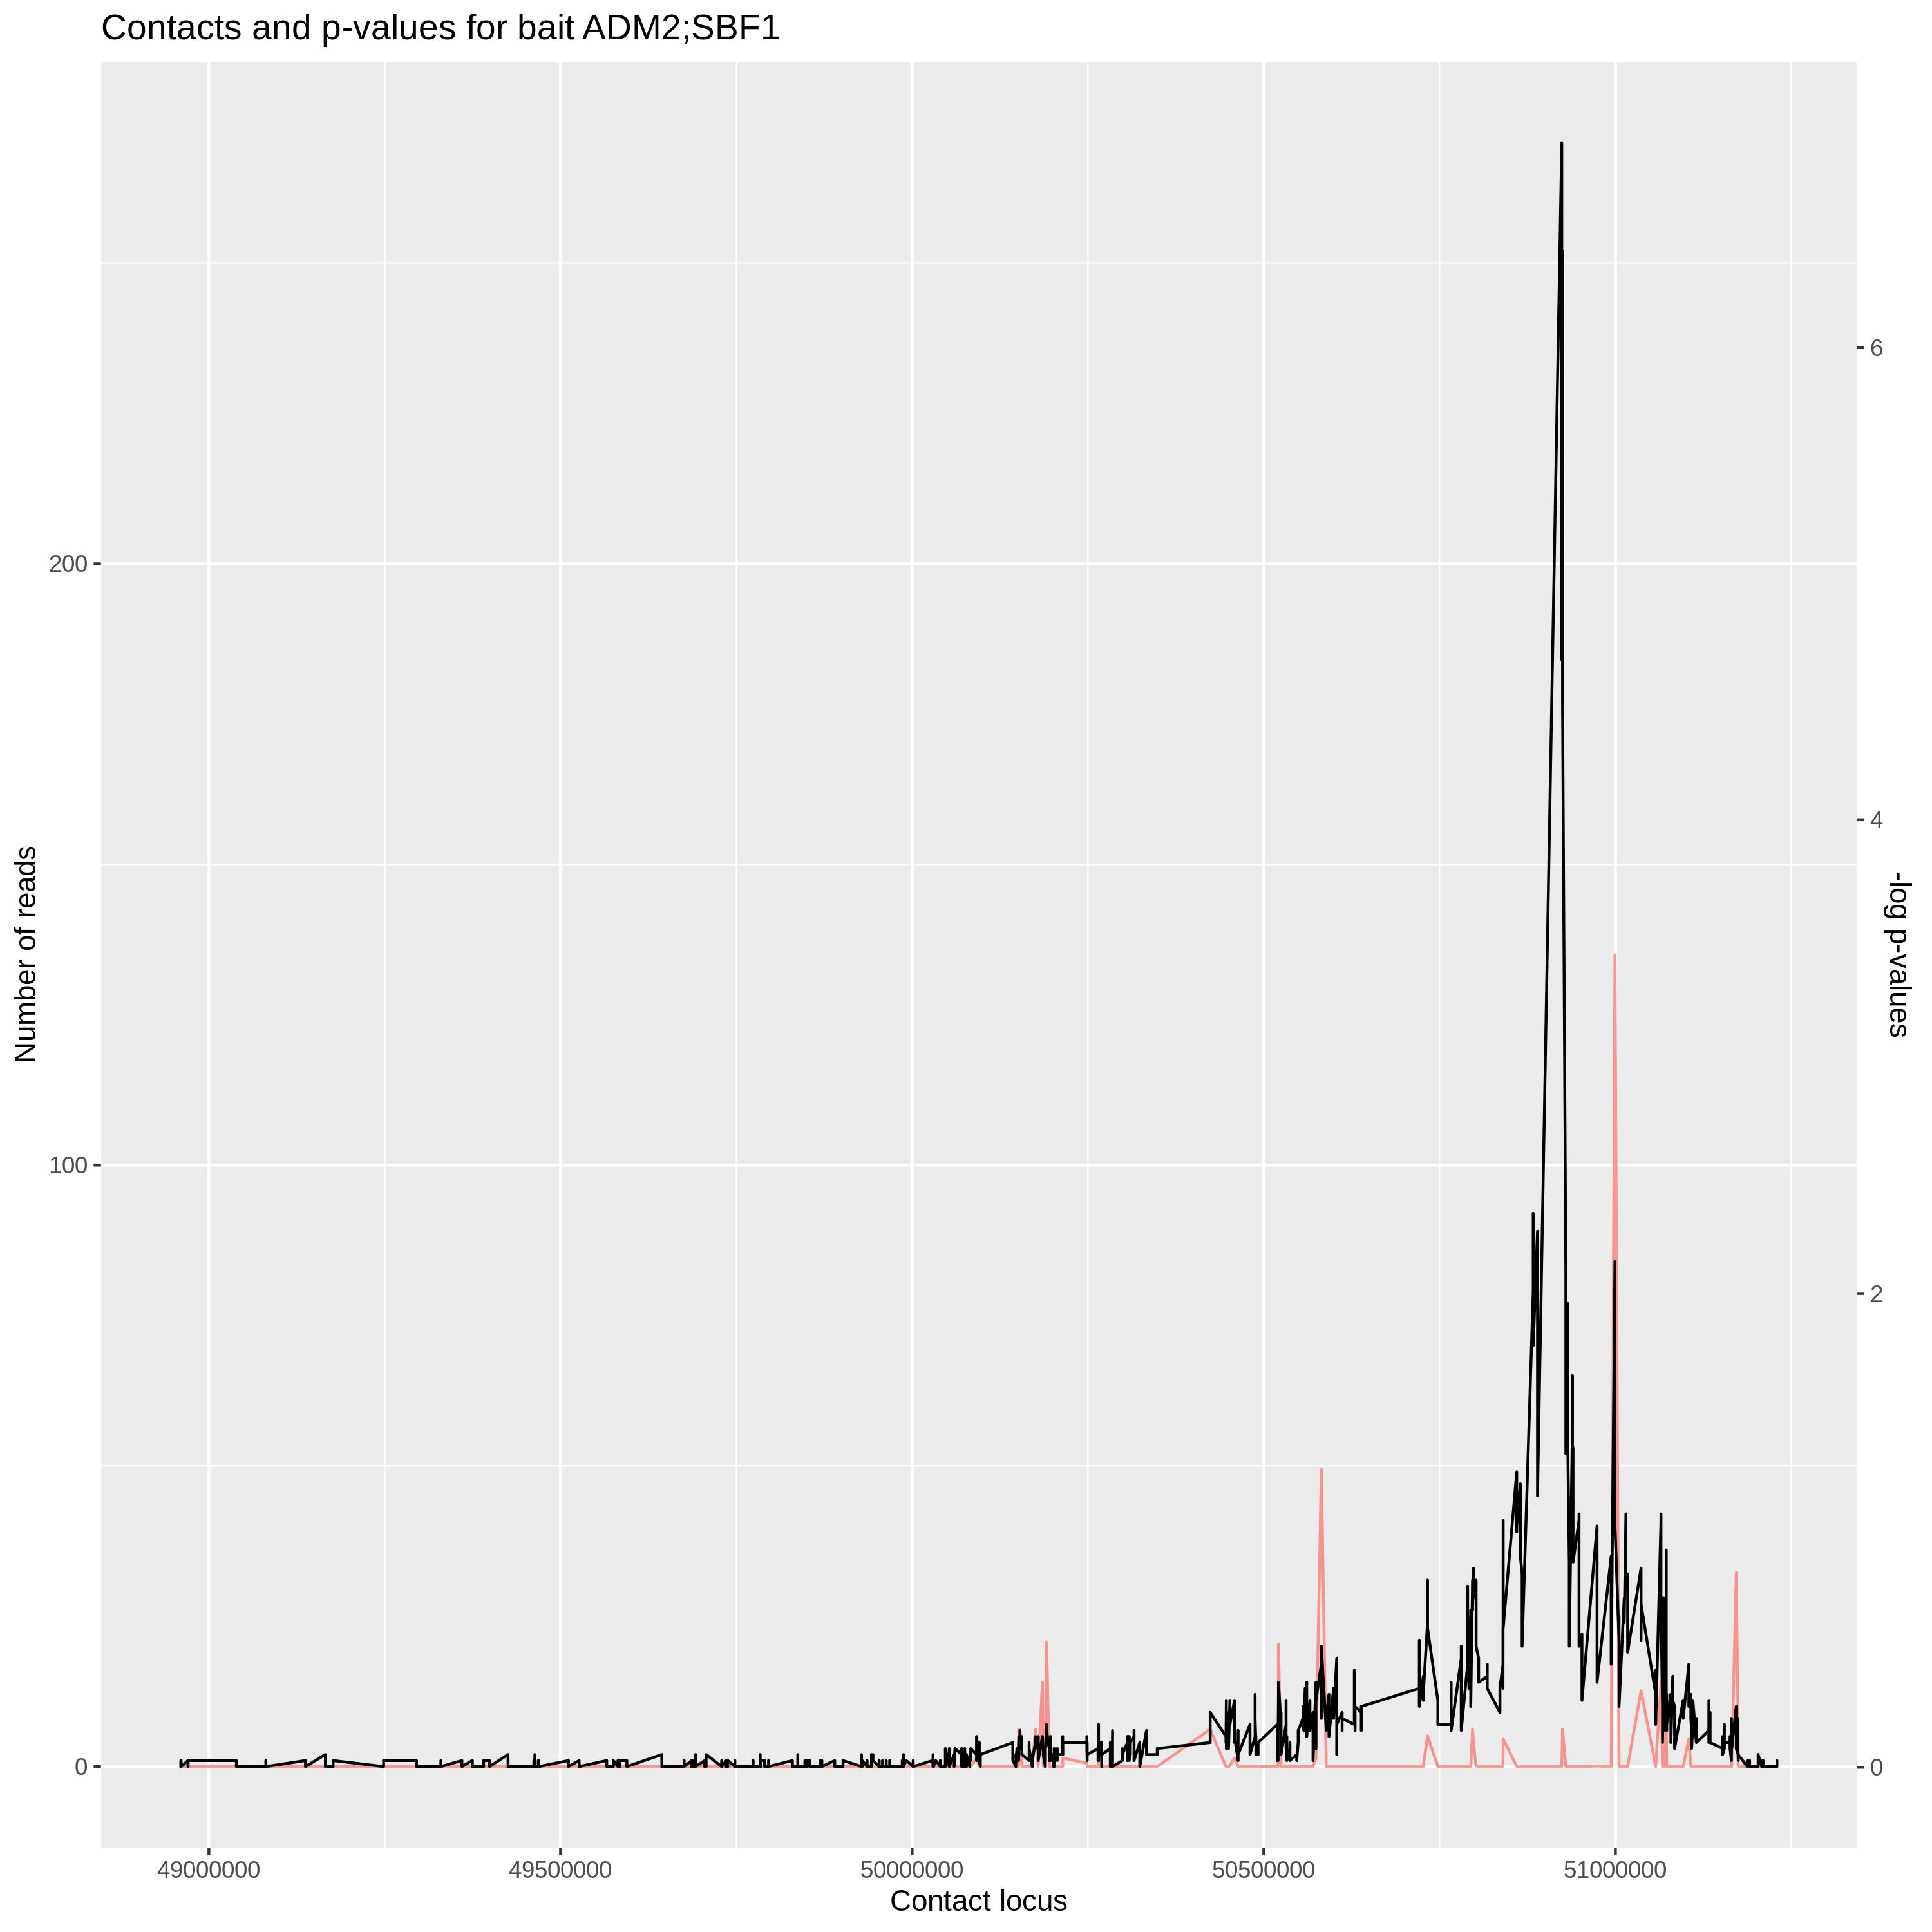 Contacts and p-values for bait ADM2;SBF1
Number of reads
200
100
0
6
4
2
0
-log p-values
49000000 49500000 50000000 50500000 51000000
Contact locus